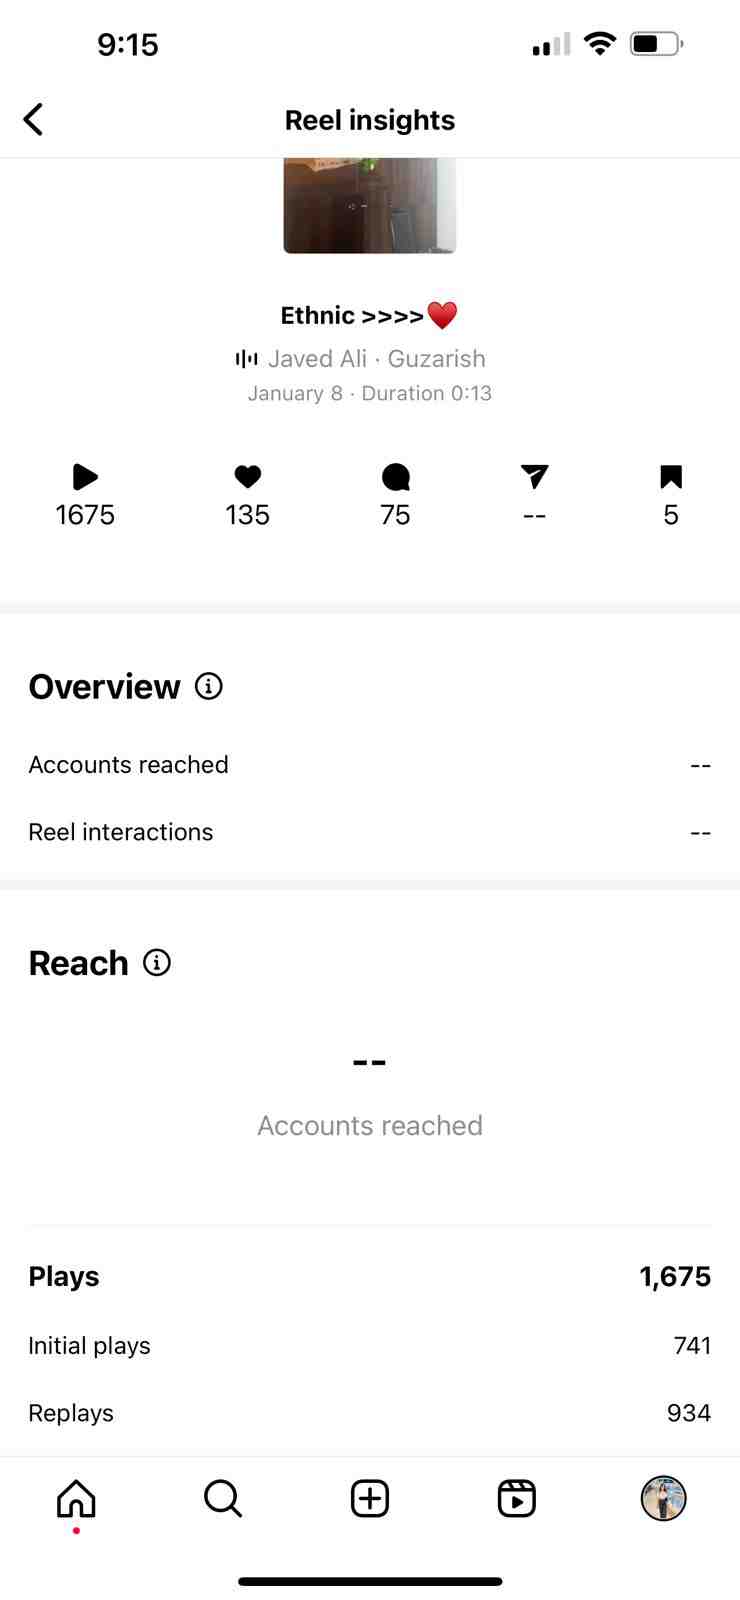 9:15
Reel insights
Ethnic >>>>❤️
Javed Ali · Guzarish
January 8 · Duration 0:13
1675 135 75 -- 5
Overview
Accounts reached --
Reel interactions --
Reach
--
Accounts reached
Plays 1,675
Initial plays 741
Replays 934